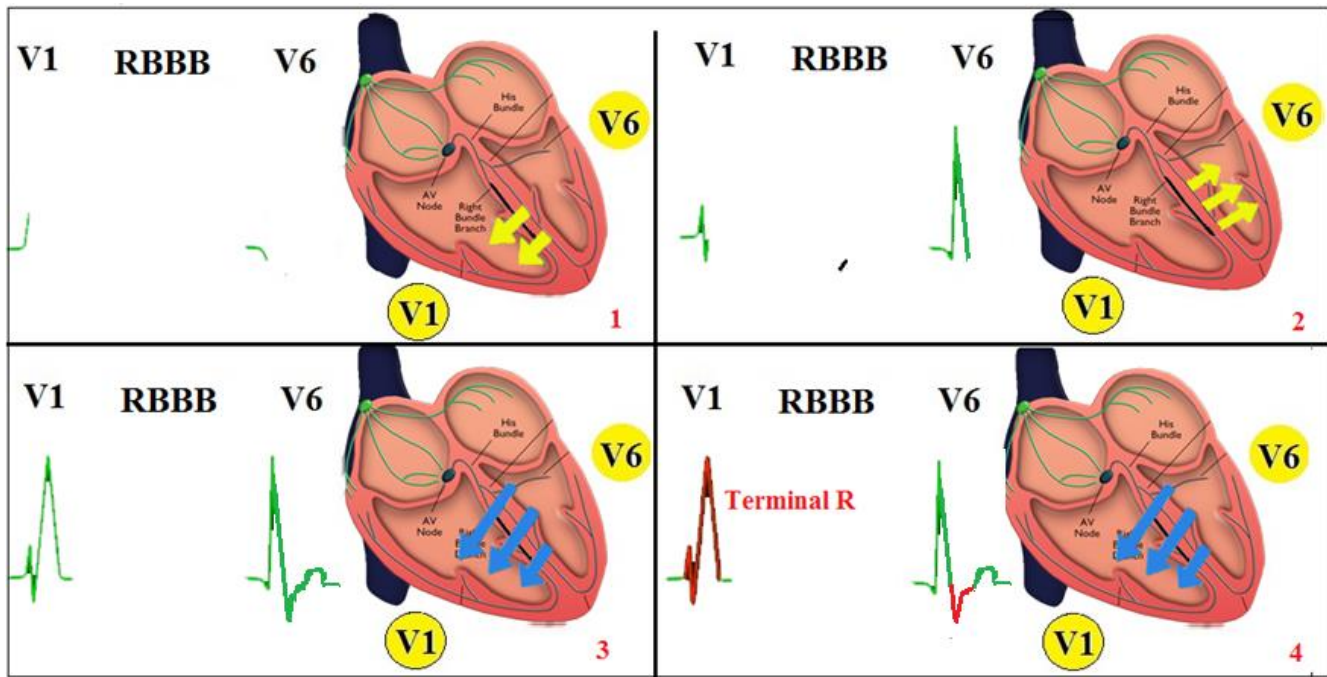 V1 RBBB V6
His
Bundle
AV
Node
Right
Bundle
Branch
V6
V1
1
V1 RBBB V6
His
Bundle
AV
Node
Right
Bundle
Branch
V6
V1
2
V1 RBBB V6
His
Bundle
AV
Node
V6
V1
3
V1 RBBB V6
Terminal R
His
Bundle
AV
Node
V6
V1
4